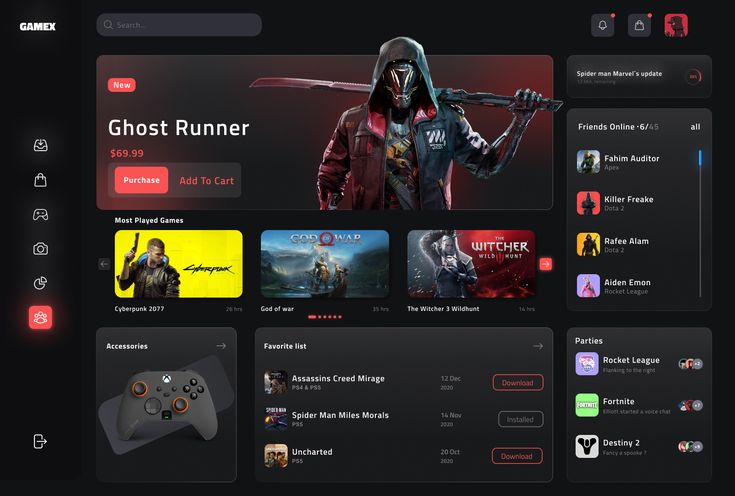 GAMEX
Search...
New
Ghost Runner
$69.99
Purchase
Add To Cart
Most Played Games
Cyberpunk
GOD OF WAR
THE
WITCHER
WILD HUNT
Cyberpunk 2077
26 hrs
God of war
35 hrs
The Witcher 3 Wildhunt
14 hrs
Accessories
Favorite list
Assassins Creed Mirage
PS4 & PS5
12 Dec
2020
Download
SPIDER-MAN
Spider Man Miles Morals
PS5
14 Nov
2020
Installed
Uncharted
PS5
20 Oct
2020
Download
Spider man Marvel's update
Friends Online •6/45
all
Fahim Auditor
Apex
Killer Freake
Dota 2
Rafee Alam
Dota 2
Aiden Emon
Rocket League
Parties
Rocket League
Flanking to the right
+2
FORTNITE
Fortnite
Elliott started a voice chat
+7
Destiny 2
Fancy a spooke ?